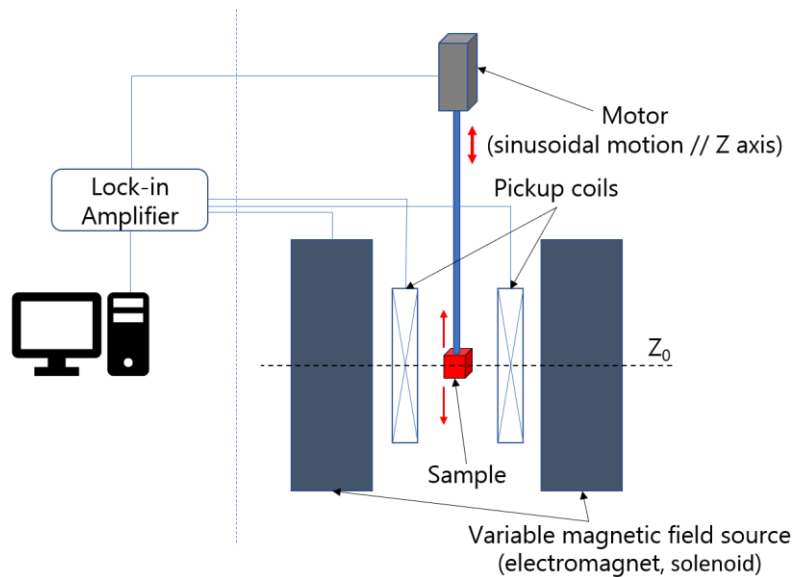 Motor
(sinusoidal motion // Z axis)
Lock-in
Amplifier
Pickup coils
Z₀
Sample
Variable magnetic field source
(electromagnet, solenoid)